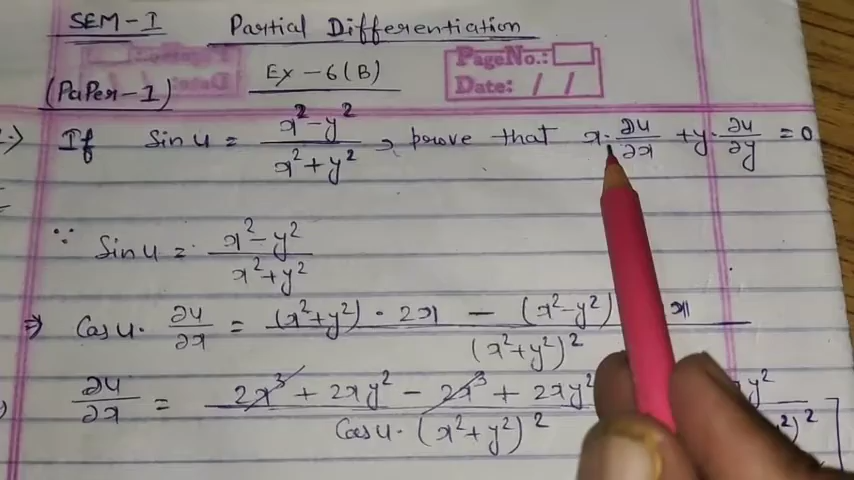 SEM-I Partial Differentiation
PageNo.:
(PaPer-I) Ex-6(B)
Date: / /
If Sin u = x²-y² / x²+y² , prove that x· ∂u/∂x + y· ∂u/∂y = 0
∵ Sin u = x²-y² / x²+y²
⇒ Cos u · ∂u/∂x = (x²+y²) · 2x - (x²-y²) x / (x²+y²)²
∂u/∂x = 2x³ + 2xy² - 2x³ + 2xy² / Cos u · (x²+y²)²